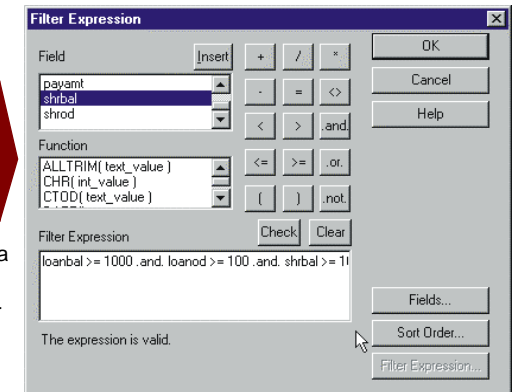 Filter Expression
Field
Insert
+ / *
OK
payamt
shrbal
shrod
- = <>
Cancel
< > .and.
Help
Function
ALLTRIM( text_value )
CHR( int_value )
CTOD( text_value )
<= >= .or.
( ) .not.
Filter Expression
Check Clear
loanbal >= 1000 .and. loanod >= 100 .and. shrbal >=
Fields...
The expression is valid.
Sort Order...
Filter Expression...
a
.